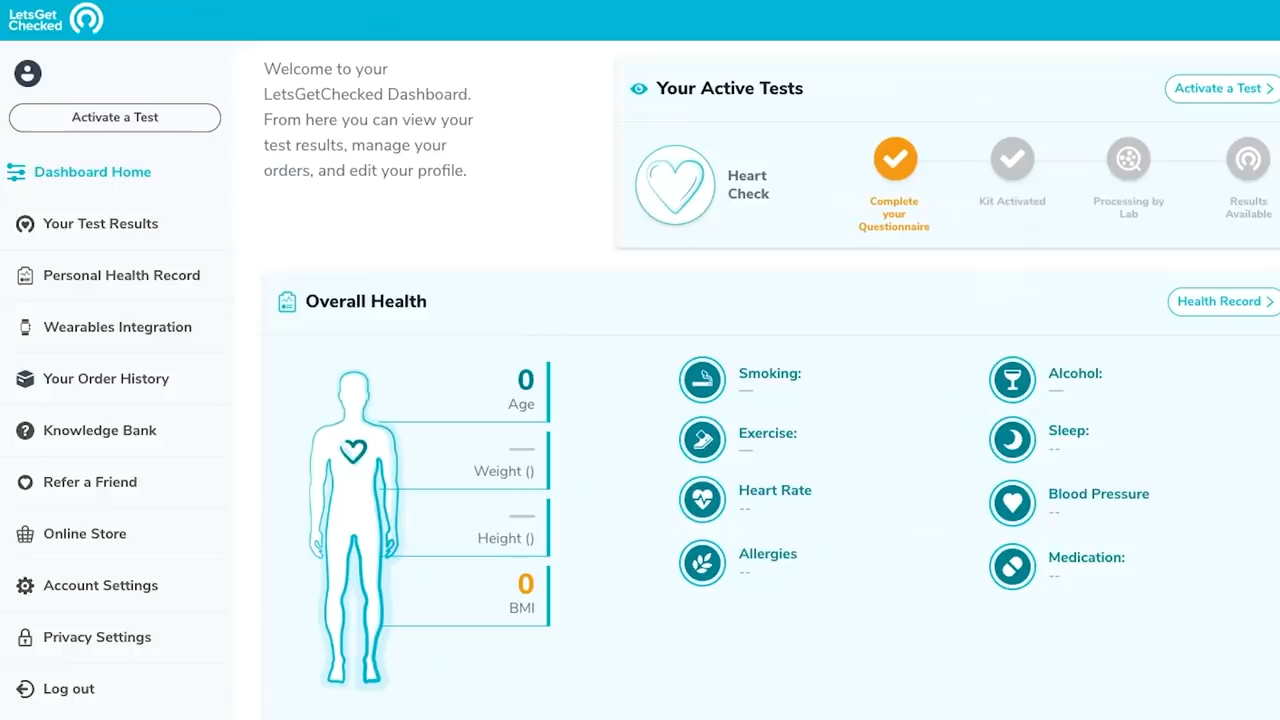 LetsGet
Checked
Activate a Test
Dashboard Home
Your Test Results
Personal Health Record
Wearables Integration
Your Order History
Knowledge Bank
Refer a Friend
Online Store
Account Settings
Privacy Settings
Log out
Welcome to your
LetsGetChecked Dashboard.
From here you can view your
test results, manage your
orders, and edit your profile.
Your Active Tests
Activate a Test
Heart
Check
Complete
your
Questionnaire
Kit Activated
Processing by
Lab
Results
Available
Overall Health
Health Record
0
Age
—
Weight ()
—
Height ()
0
BMI
Smoking:
—
Exercise:
—
Heart Rate
--
Allergies
--
Alcohol:
—
Sleep:
--
Blood Pressure
--
Medication:
--